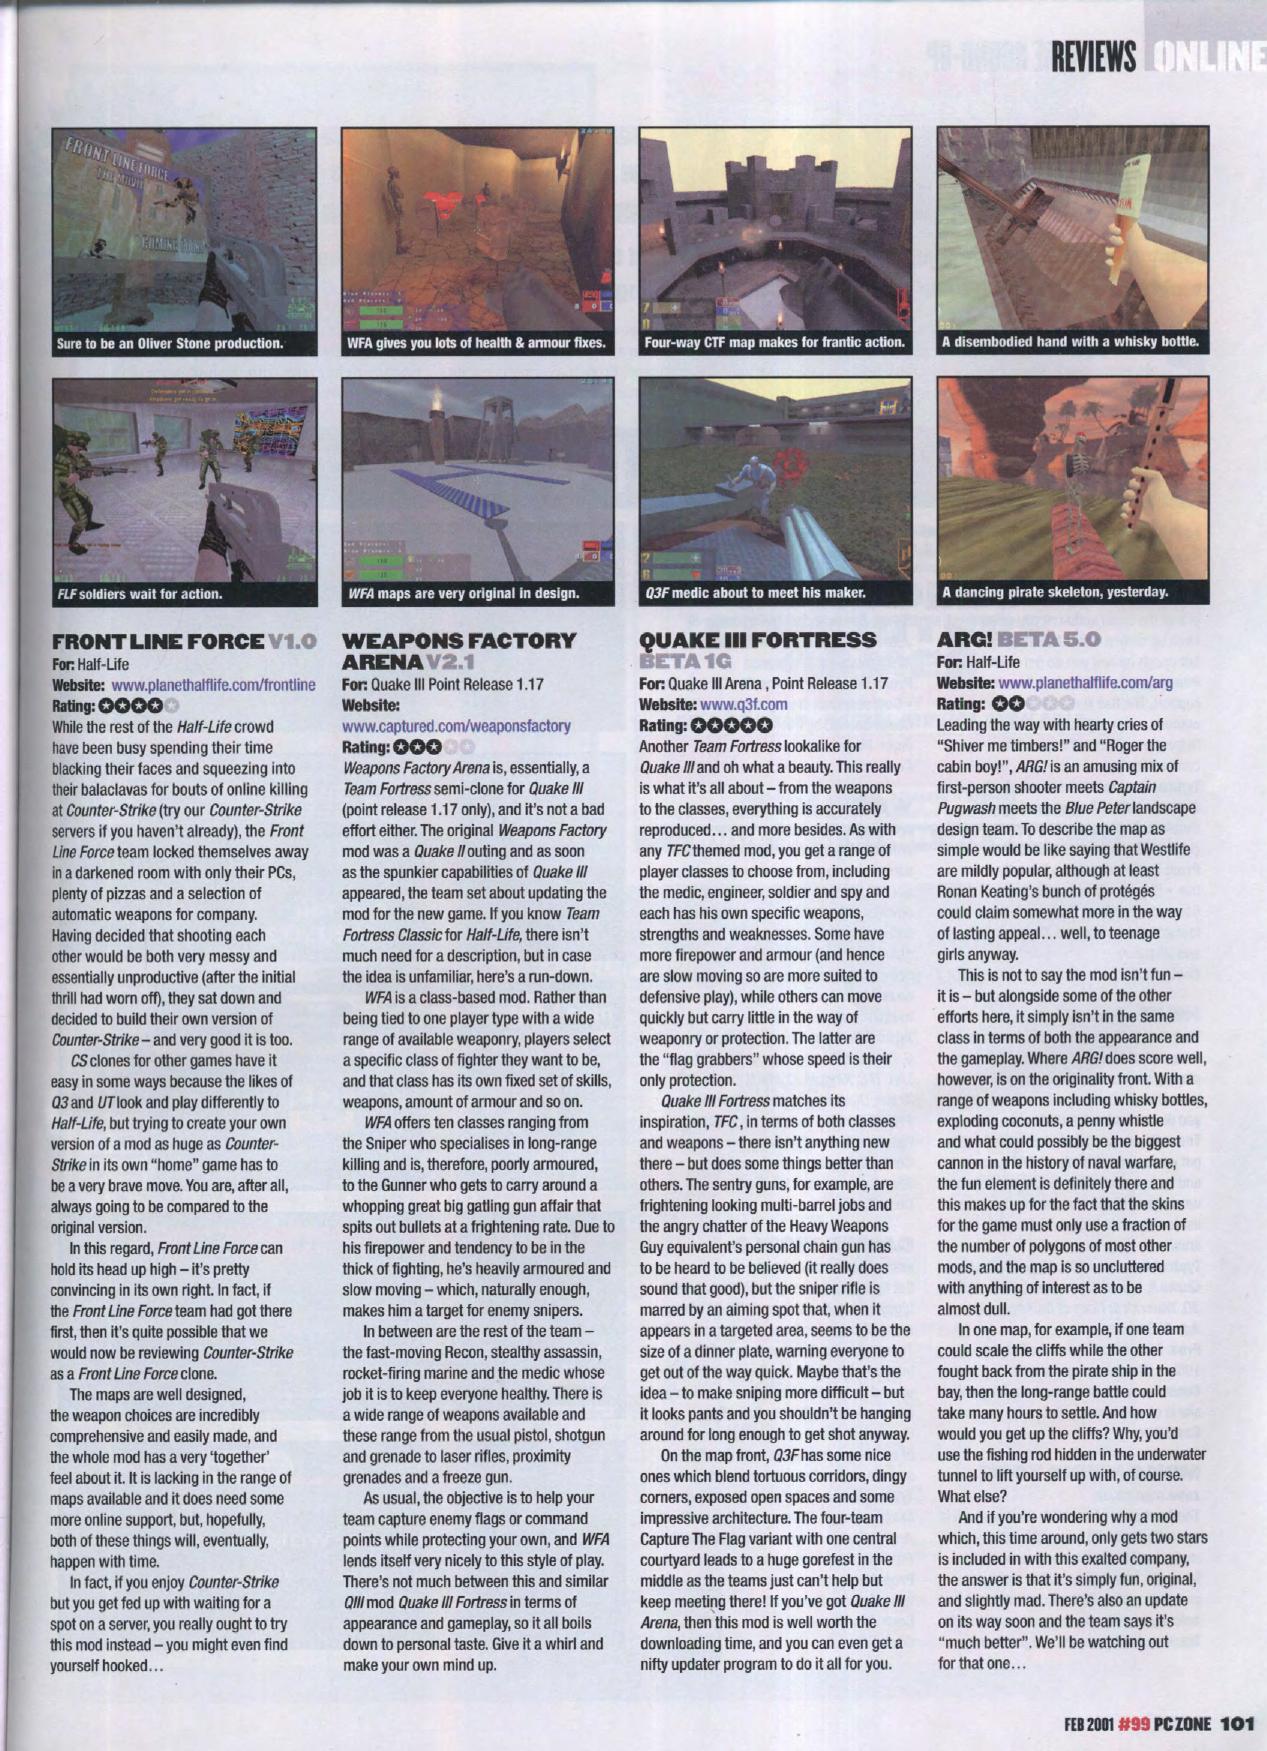 REVIEWS ONLINE
FRONT LINE FORCE
THE MOVIE
COMING SOON
Sure to be an Oliver Stone production.
WFA gives you lots of health & armour fixes.
Four-way CTF map makes for frantic action.
A disembodied hand with a whisky bottle.
FLF soldiers wait for action.
WFA maps are very original in design.
Q3F medic about to meet his maker.
A dancing pirate skeleton, yesterday.
FRONT LINE FORCE V1.0
For: Half-Life
Website: www.planethalflife.com/frontline
Rating:
While the rest of the Half-Life crowd
have been busy spending their time
blacking their faces and squeezing into
their balaclavas for bouts of online killing
at Counter-Strike (try our Counter-Strike
servers if you haven't already), the Front
Line Force team locked themselves away
in a darkened room with only their PCs,
plenty of pizzas and a selection of
automatic weapons for company.
Having decided that shooting each
other would be both very messy and
essentially unproductive (after the initial
thrill had worn off), they sat down and
decided to build their own version of
Counter-Strike – and very good it is too.
CS clones for other games have it
easy in some ways because the likes of
Q3 and UT look and play differently to
Half-Life, but trying to create your own
version of a mod as huge as Counter-
Strike in its own "home" game has to
be a very brave move. You are, after all,
always going to be compared to the
original version.
In this regard, Front Line Force can
hold its head up high – it's pretty
convincing in its own right. In fact, if
the Front Line Force team had got there
first, then it's quite possible that we
would now be reviewing Counter-Strike
as a Front Line Force clone.
The maps are well designed,
the weapon choices are incredibly
comprehensive and easily made, and
the whole mod has a very 'together'
feel about it. It is lacking in the range of
maps available and it does need some
more online support, but, hopefully,
both of these things will, eventually,
happen with time.
In fact, if you enjoy Counter-Strike
but you get fed up with waiting for a
spot on a server, you really ought to try
this mod instead – you might even find
yourself hooked...
WEAPONS FACTORY
ARENA V2.1
For: Quake III Point Release 1.17
Website:
www.captured.com/weaponsfactory
Rating:
Weapons Factory Arena is, essentially, a
Team Fortress semi-clone for Quake III
(point release 1.17 only), and it's not a bad
effort either. The original Weapons Factory
mod was a Quake II outing and as soon
as the spunkier capabilities of Quake III
appeared, the team set about updating the
mod for the new game. If you know Team
Fortress Classic for Half-Life, there isn't
much need for a description, but in case
the idea is unfamiliar, here's a run-down.
WFA is a class-based mod. Rather than
being tied to one player type with a wide
range of available weaponry, players select
a specific class of fighter they want to be,
and that class has its own fixed set of skills,
weapons, amount of armour and so on.
WFA offers ten classes ranging from
the Sniper who specialises in long-range
killing and is, therefore, poorly armoured,
to the Gunner who gets to carry around a
whopping great big gatling gun affair that
spits out bullets at a frightening rate. Due to
his firepower and tendency to be in the
thick of fighting, he's heavily armoured and
slow moving – which, naturally enough,
makes him a target for enemy snipers.
In between are the rest of the team –
the fast-moving Recon, stealthy assassin,
rocket-firing marine and the medic whose
job it is to keep everyone healthy. There is
a wide range of weapons available and
these range from the usual pistol, shotgun
and grenade to laser rifles, proximity
grenades and a freeze gun.
As usual, the objective is to help your
team capture enemy flags or command
points while protecting your own, and WFA
lends itself very nicely to this style of play.
There's not much between this and similar
QIII mod Quake III Fortress in terms of
appearance and gameplay, so it all boils
down to personal taste. Give it a whirl and
make your own mind up.
QUAKE III FORTRESS
BETA 1G
For: Quake III Arena , Point Release 1.17
Website: www.q3f.com
Rating:
Another Team Fortress lookalike for
Quake III and oh what a beauty. This really
is what it's all about – from the weapons
to the classes, everything is accurately
reproduced... and more besides. As with
any TFC themed mod, you get a range of
player classes to choose from, including
the medic, engineer, soldier and spy and
each has his own specific weapons,
strengths and weaknesses. Some have
more firepower and armour (and hence
are slow moving so are more suited to
defensive play), while others can move
quickly but carry little in the way of
weaponry or protection. The latter are
the "flag grabbers" whose speed is their
only protection.
Quake III Fortress matches its
inspiration, TFC, in terms of both classes
and weapons – there isn't anything new
there – but does some things better than
others. The sentry guns, for example, are
frightening looking multi-barrel jobs and
the angry chatter of the Heavy Weapons
Guy equivalent's personal chain gun has
to be heard to be believed (it really does
sound that good), but the sniper rifle is
marred by an aiming spot that, when it
appears in a targeted area, seems to be the
size of a dinner plate, warning everyone to
get out of the way quick. Maybe that's the
idea – to make sniping more difficult – but
it looks pants and you shouldn't be hanging
around for long enough to get shot anyway.
On the map front, Q3F has some nice
ones which blend tortuous corridors, dingy
corners, exposed open spaces and some
impressive architecture. The four-team
Capture The Flag variant with one central
courtyard leads to a huge gorefest in the
middle as the teams just can't help but
keep meeting there! If you've got Quake III
Arena, then this mod is well worth the
downloading time, and you can even get a
nifty updater program to do it all for you.
ARG! BETA 5.0
For: Half-Life
Website: www.planethalflife.com/arg
Rating:
Leading the way with hearty cries of
"Shiver me timbers!" and "Roger the
cabin boy!", ARG! is an amusing mix of
first-person shooter meets Captain
Pugwash meets the Blue Peter landscape
design team. To describe the map as
simple would be like saying that Westlife
are mildly popular, although at least
Ronan Keating's bunch of protégés
could claim somewhat more in the way
of lasting appeal... well, to teenage
girls anyway.
This is not to say the mod isn't fun –
it is – but alongside some of the other
efforts here, it simply isn't in the same
class in terms of both the appearance and
the gameplay. Where ARG! does score well,
however, is on the originality front. With a
range of weapons including whisky bottles,
exploding coconuts, a penny whistle
and what could possibly be the biggest
cannon in the history of naval warfare,
the fun element is definitely there and
this makes up for the fact that the skins
for the game must only use a fraction of
the number of polygons of most other
mods, and the map is so uncluttered
with anything of interest as to be
almost dull.
In one map, for example, if one team
could scale the cliffs while the other
fought back from the pirate ship in the
bay, then the long-range battle could
take many hours to settle. And how
would you get up the cliffs? Why, you'd
use the fishing rod hidden in the underwater
tunnel to lift yourself up with, of course.
What else?
And if you're wondering why a mod
which, this time around, only gets two stars
is included in with this exalted company,
the answer is that it's simply fun, original,
and slightly mad. There's also an update
on its way soon and the team says it's
"much better". We'll be watching out
for that one...
FEB 2001 #99 PC ZONE 101